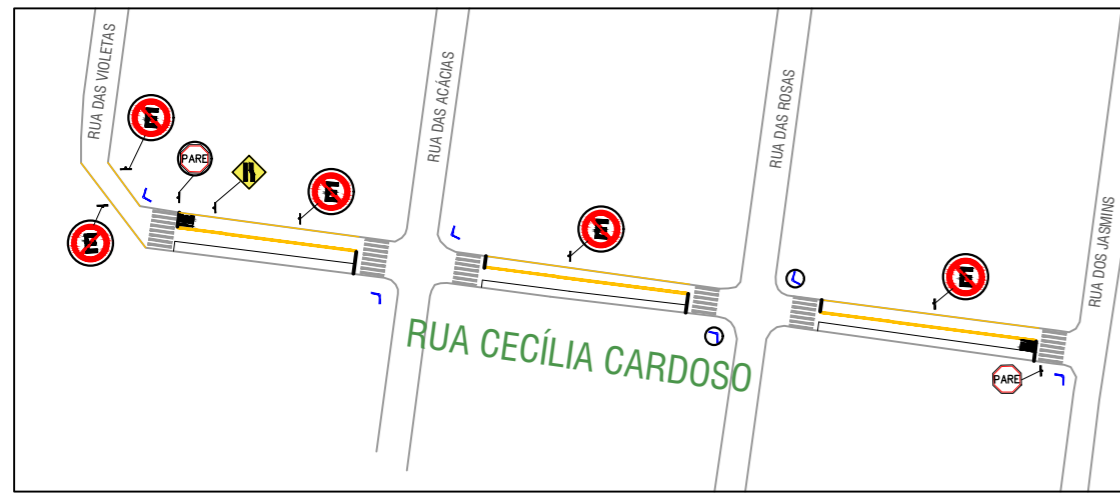 RUA DAS VIOLETAS
RUA DAS ACÁCIAS
RUA DAS ROSAS
RUA DOS JASMINS
PARE
RUA CECÍLIA CARDOSO
PARE